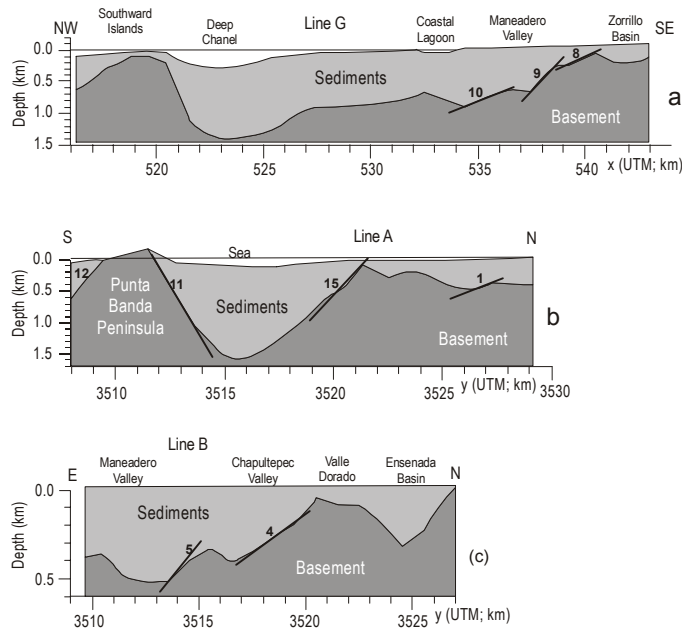 Southward Islands
Deep Chanel
Line G
Coastal Lagoon
Maneadero Valley
Zorrillo Basin
NW
SE
Depth (km)
0.0
0.5
1.0
1.5
Sediments
Basement
10
9
8
a
520
525
530
535
540
x (UTM; km)
S
Line A
N
Sea
Depth (km)
0.0
0.5
1.0
1.5
12
Punta Banda Peninsula
11
Sediments
15
1
Basement
b
3510
3515
3520
3525
3530
y (UTM; km)
Line B
E
Maneadero Valley
Chapultepec Valley
Valle Dorado
Ensenada Basin
N
Depth (km)
0.0
0.5
Sediments
5
4
Basement
(c)
3510
3515
3520
3525
y (UTM; km)